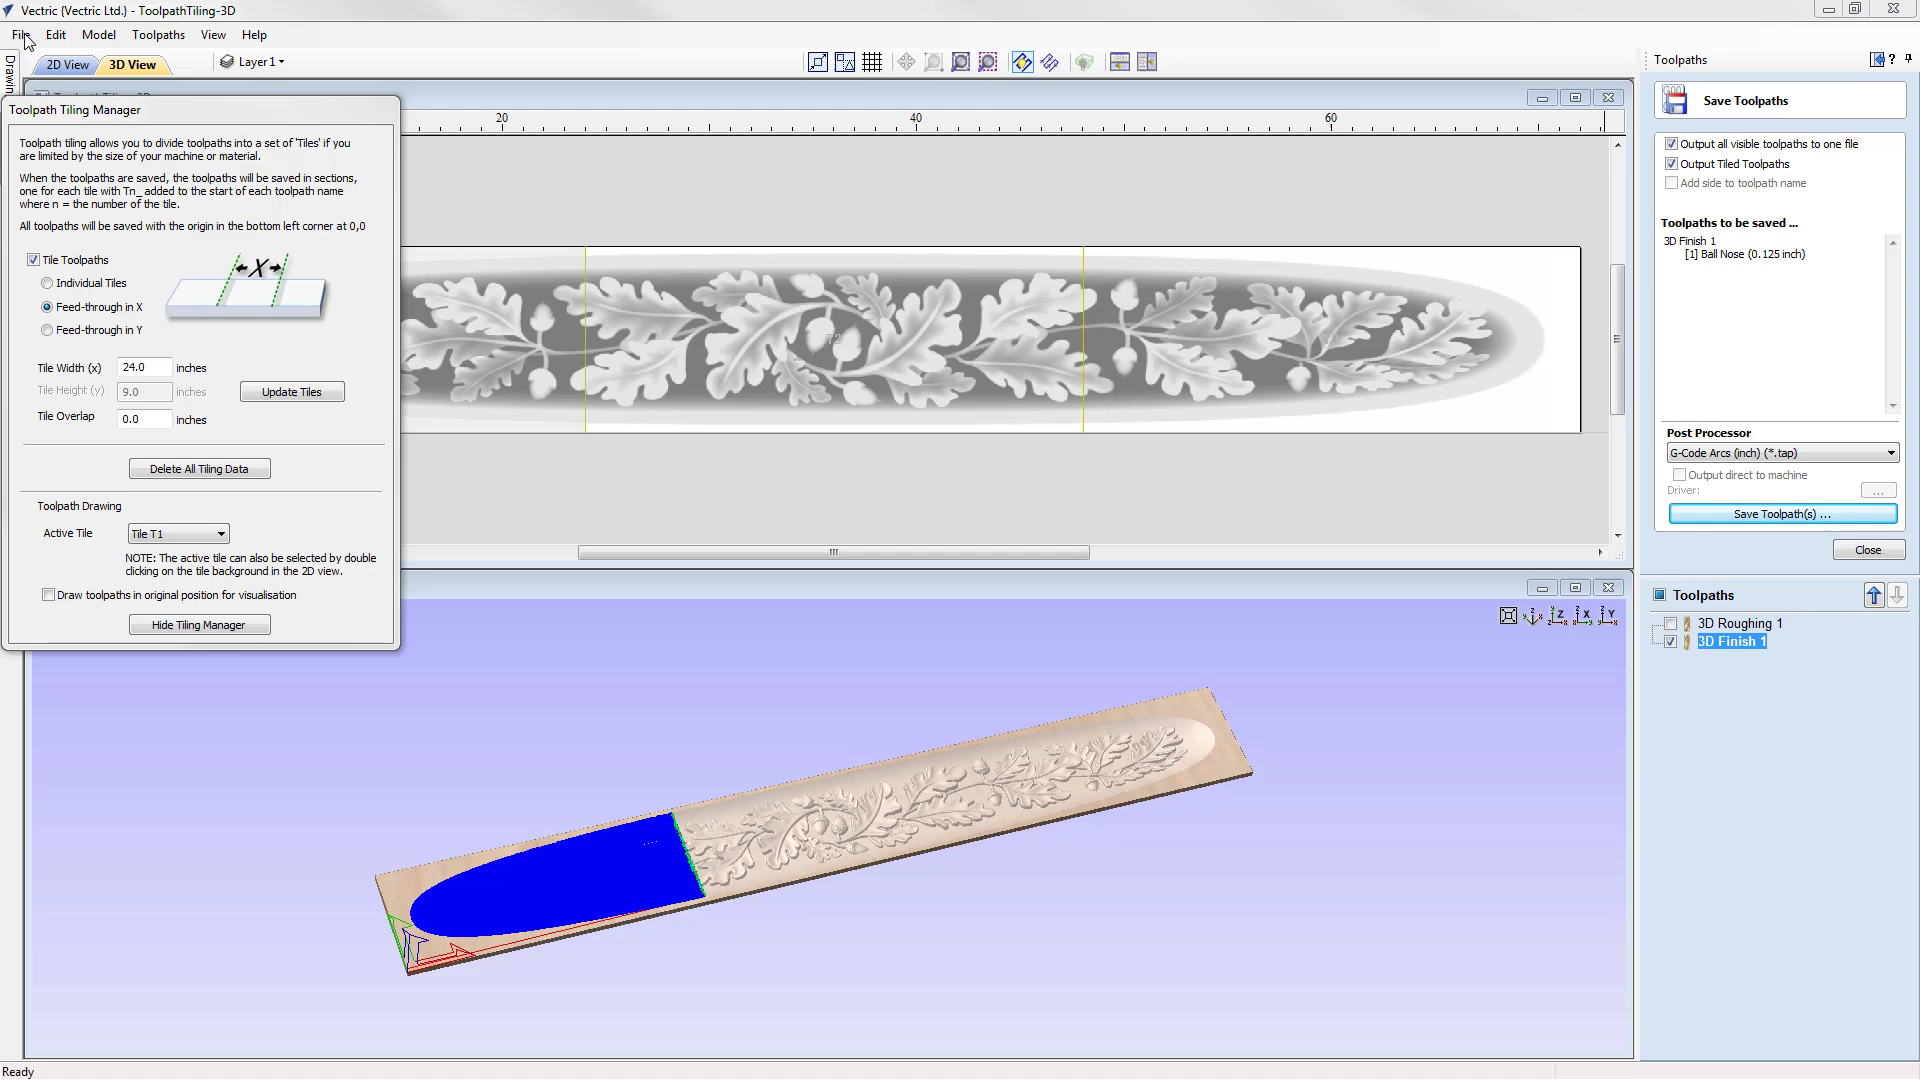 Vectric {Vectric Ltd.} - ToolpathTiling-3D
File Edit Model Toolpaths View Help
2D View 3D View Layer 1
Toolpaths
Save Toolpaths
Output all visible toolpaths to one file
Output Tiled Toolpaths
Add side to toolpath name
Toolpaths to be saved ...
3D Finish 1
[1] Ball Nose (0.125 inch)
Post Processor
G-Code Arcs (inch) (*.tap)
Output direct to machine
Driver:
...
Save Toolpath(s) ...
Close
Toolpaths
3D Roughing 1
3D Finish 1
Toolpath Tiling Manager
Toolpath tiling allows you to divide toolpaths into a set of 'Tiles' if you
are limited by the size of your machine or material.
When the toolpaths are saved, the toolpaths will be saved in sections,
one for each tile with Tn_ added to the start of each toolpath name
where n = the number of the tile.
All toolpaths will be saved with the origin in the bottom left corner at 0,0
Tile Toolpaths
Individual Tiles
Feed-through in X
Feed-through in Y
X
Tile Width (x) 24.0 inches
Tile Height (y) 9.0 inches
Update Tiles
Tile Overlap 0.0 inches
Delete All Tiling Data
Toolpath Drawing
Active Tile Tile T1
NOTE: The active tile can also be selected by double
clicking on the tile background in the 2D view.
Draw toolpaths in original position for visualisation
Hide Tiling Manager
20 40 60
T2
Ready